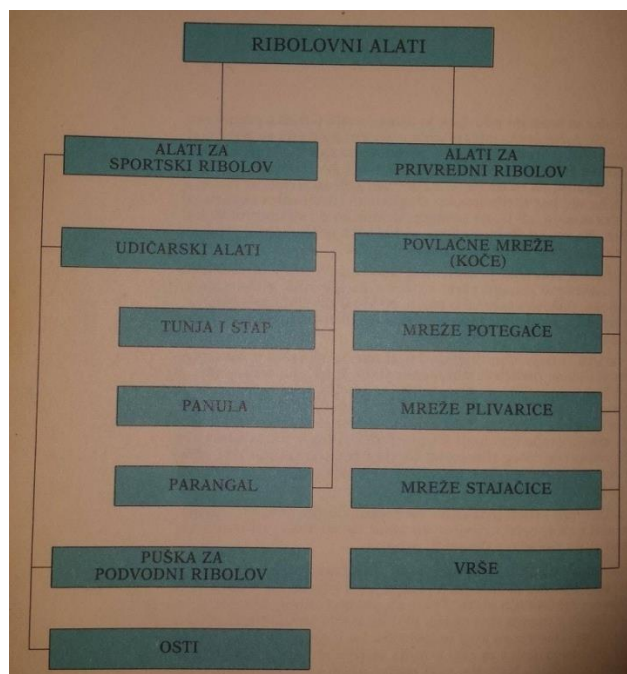 RIBOLOVNI ALATI
ALATI ZA
SPORTSKI RIBOLOV
UDIČARSKI ALATI
TUNJA I ŠTAP
PANULA
PARANGAL
PUŠKA ZA
PODVODNI RIBOLOV
OSTI
ALATI ZA
PRIVREDNI RIBOLOV
POVLAČNE MREŽE
(KOČE)
MREŽE POTEGAČE
MREŽE PLIVARICE
MREŽE STAJAČICE
VRŠE